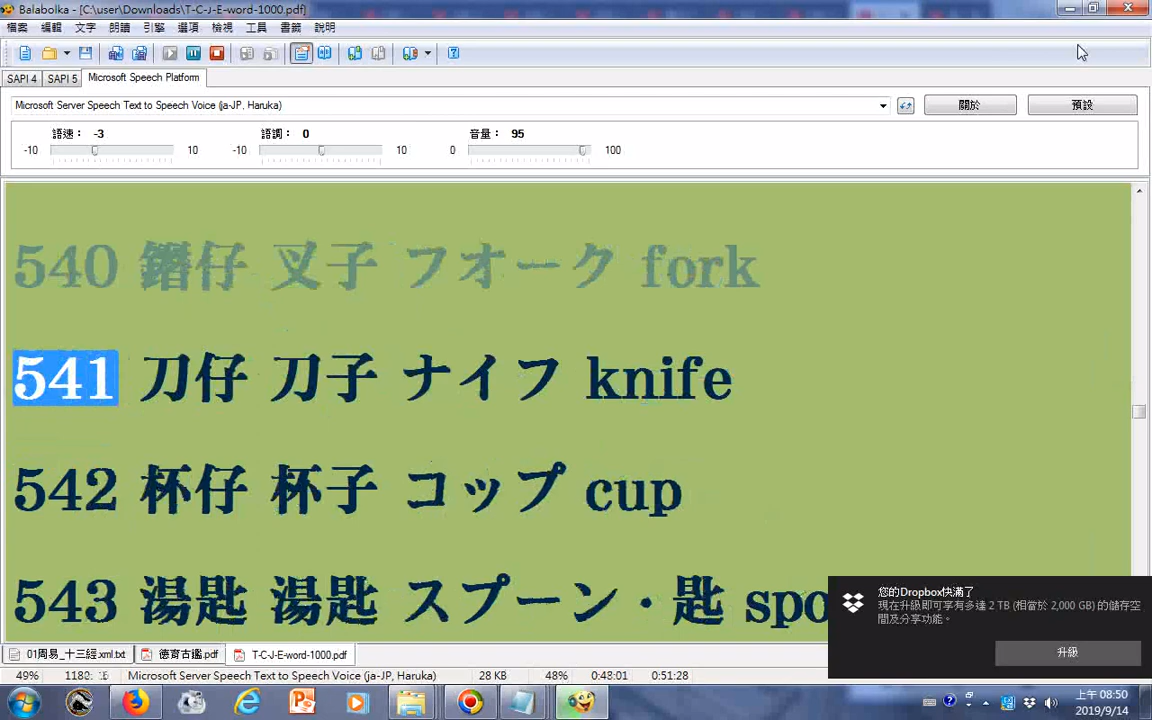 Balabolka - [C:\user\Downloads\T-C-J-E-word-1000.pdf]
檔案 編輯 文字 朗讀 引擎 選項 檢視 工具 書籤 說明
SAPI 4 SAPI 5 Microsoft Speech Platform
Microsoft Server Speech Text to Speech Voice (ja-JP, Haruka) 關於 預設
語速： -3 語調： 0 音量： 95
-10 10 -10 10 0 100
540 鍤仔 叉子 フオーク fork
541 刀仔 刀子 ナイフ knife
542 杯仔 杯子 コップ cup
543 湯匙 湯匙 スプーン・匙 spo
您的Dropbox快滿了
現在升級即可享有多達 2 TB (相當於 2,000 GB) 的儲存空
間及分享功能。
升級
01周易_十三經.xml.txt 德育古鑑.pdf T-C-J-E-word-1000.pdf
49% Microsoft Server Speech Text to Speech Voice (ja-JP, Haruka) 28 KB 48% 0:48:01 0:51:28
上午 08:50
2019/9/14